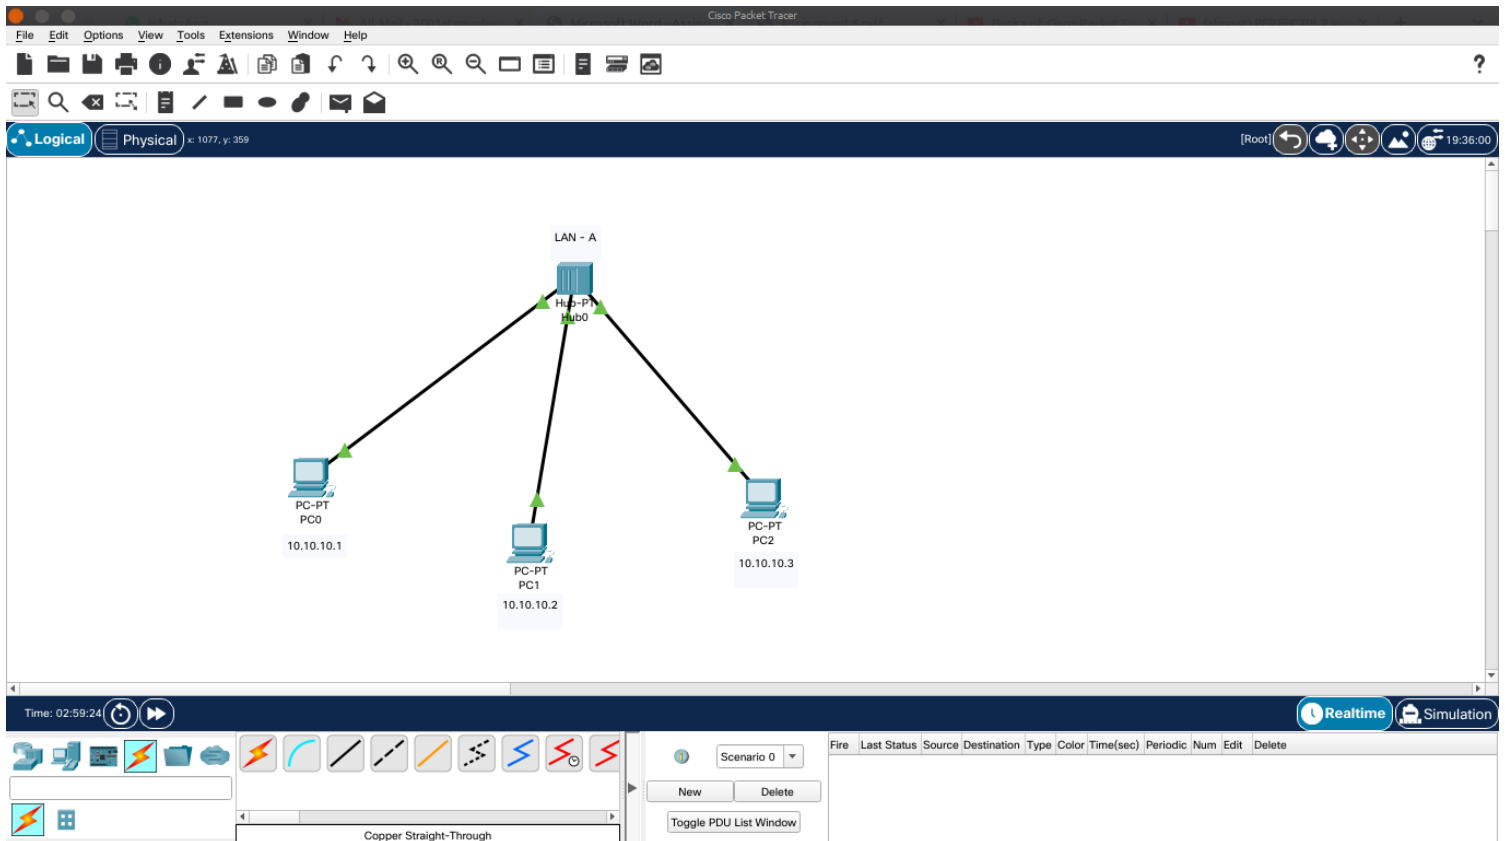 Cisco Packet Tracer
File Edit Options View Tools Extensions Window Help
?
Logical Physical x: 1077, y: 359 [Root] 19:36:00
LAN - A
Hub-PT
Hub0
PC-PT
PC0
10.10.10.1
PC-PT
PC1
10.10.10.2
PC-PT
PC2
10.10.10.3
Time: 02:59:24 Realtime Simulation
Scenario 0
New Delete
Toggle PDU List Window
Fire Last Status Source Destination Type Color Time(sec) Periodic Num Edit Delete
Copper Straight-Through